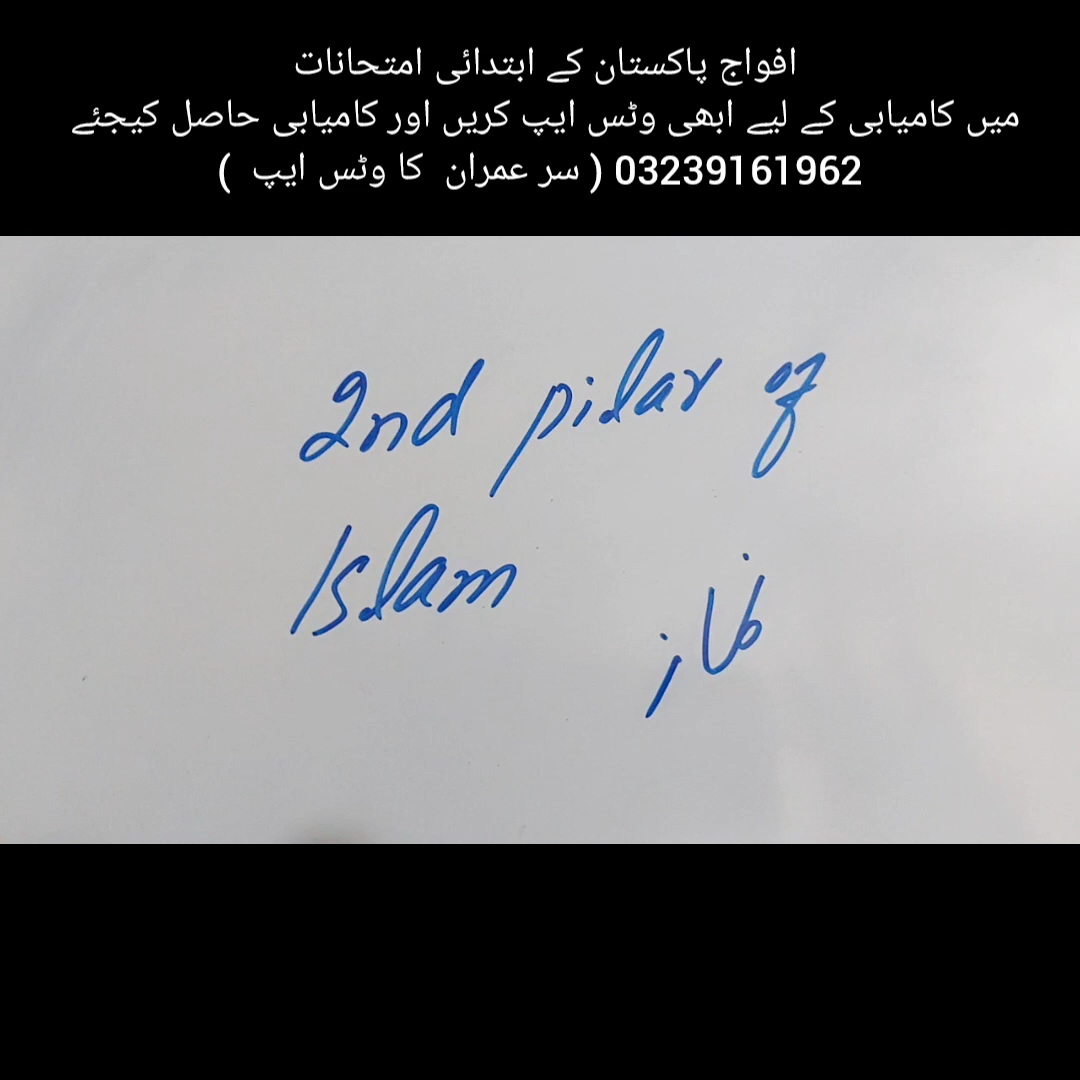 افواج پاکستان کے ابتدائی امتحانات
میں کامیابی کے لیے ابھی وٹس ایپ کریں اور کامیابی حاصل کیجئے
03239161962 ( سر عمران کا وٹس ایپ )
2nd pilar of
Islam نماز